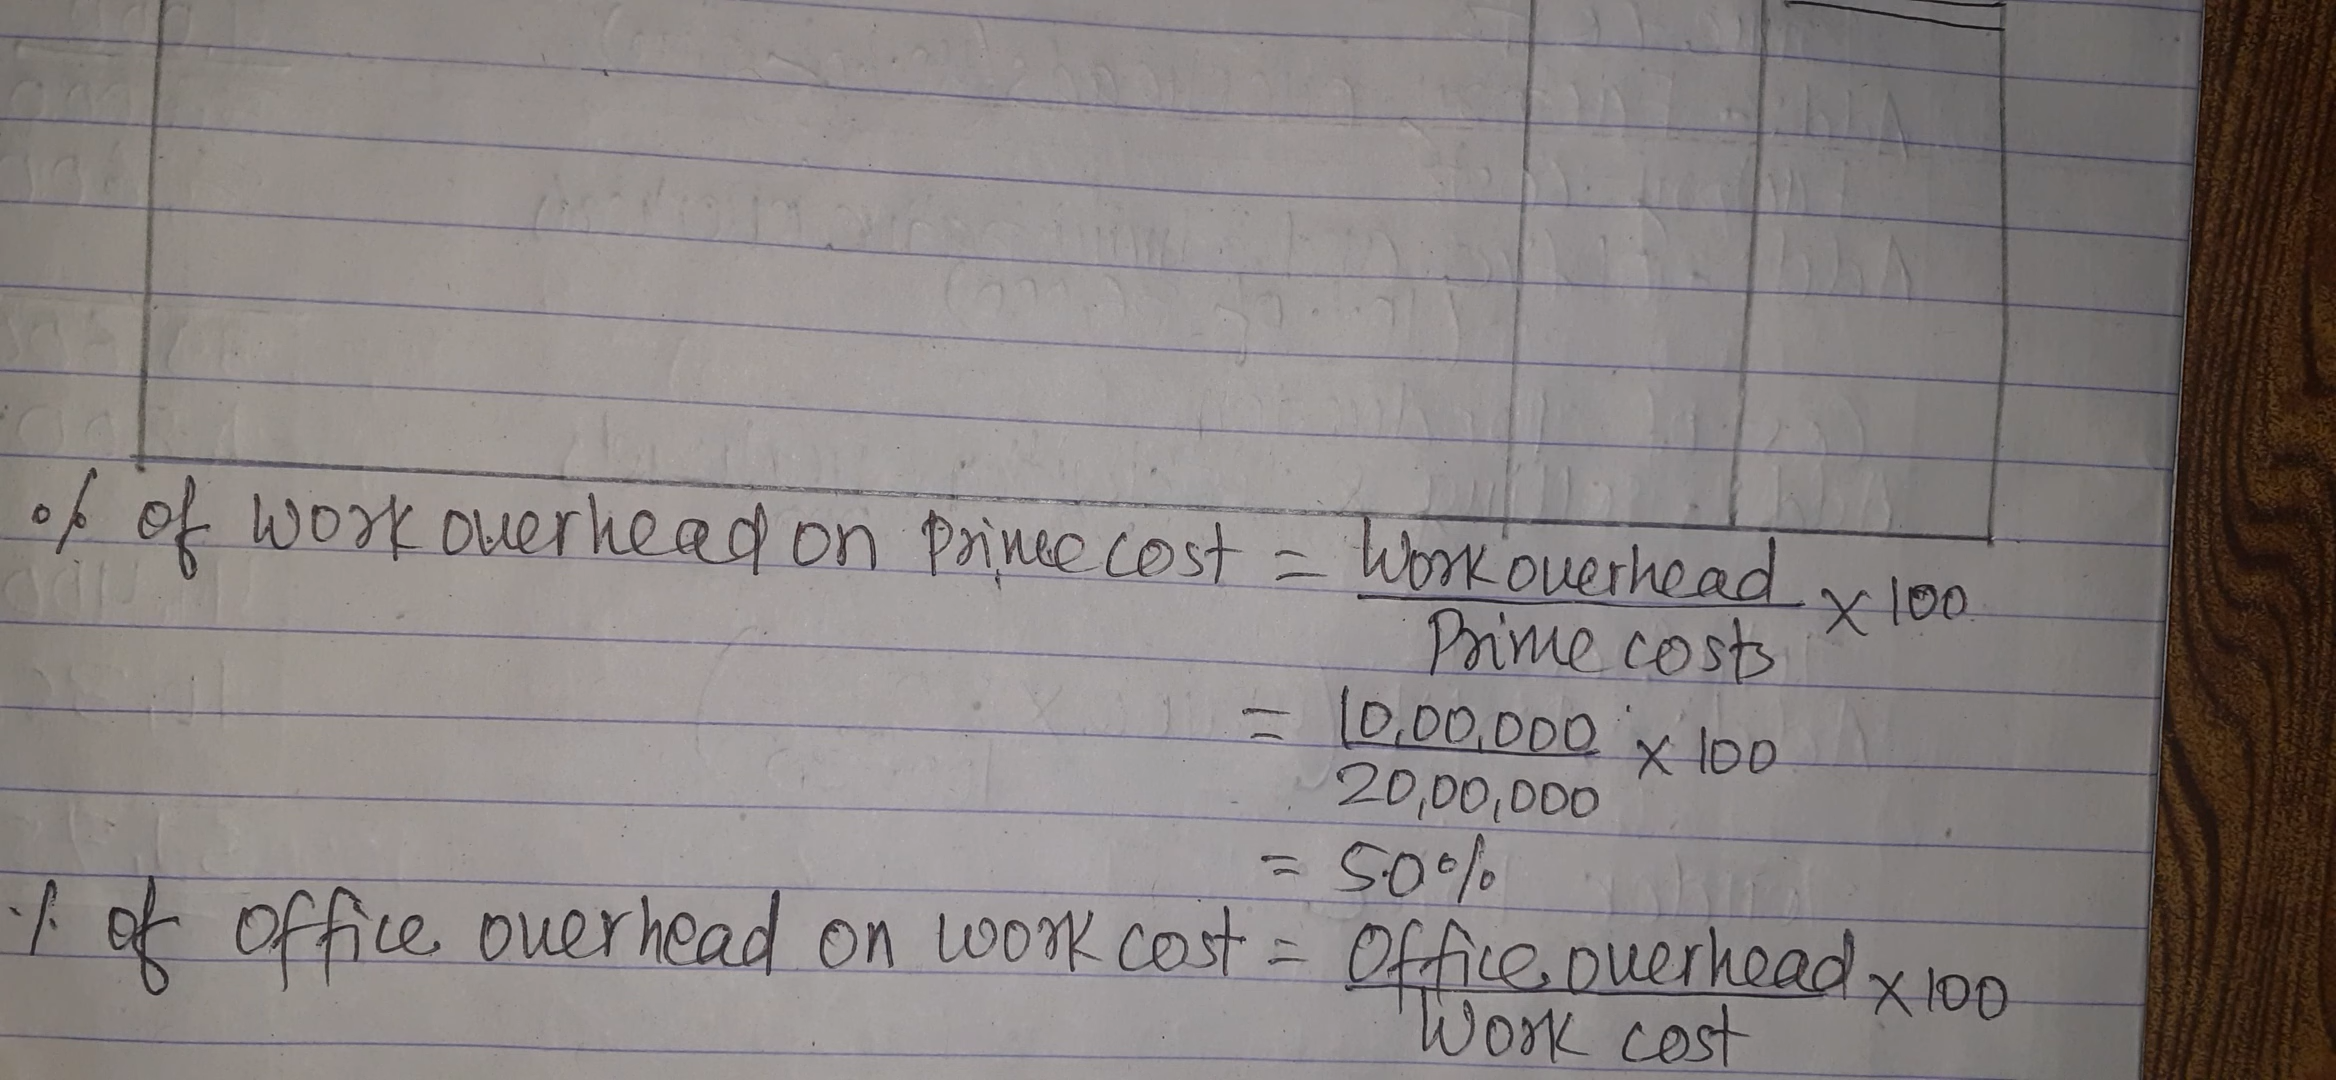 % of work overhead on Prime cost = Work overhead × 100
Prime costs
= 10,00,000 × 100
20,00,000
= 50%
% of office overhead on work cost = Office overhead × 100
Work cost